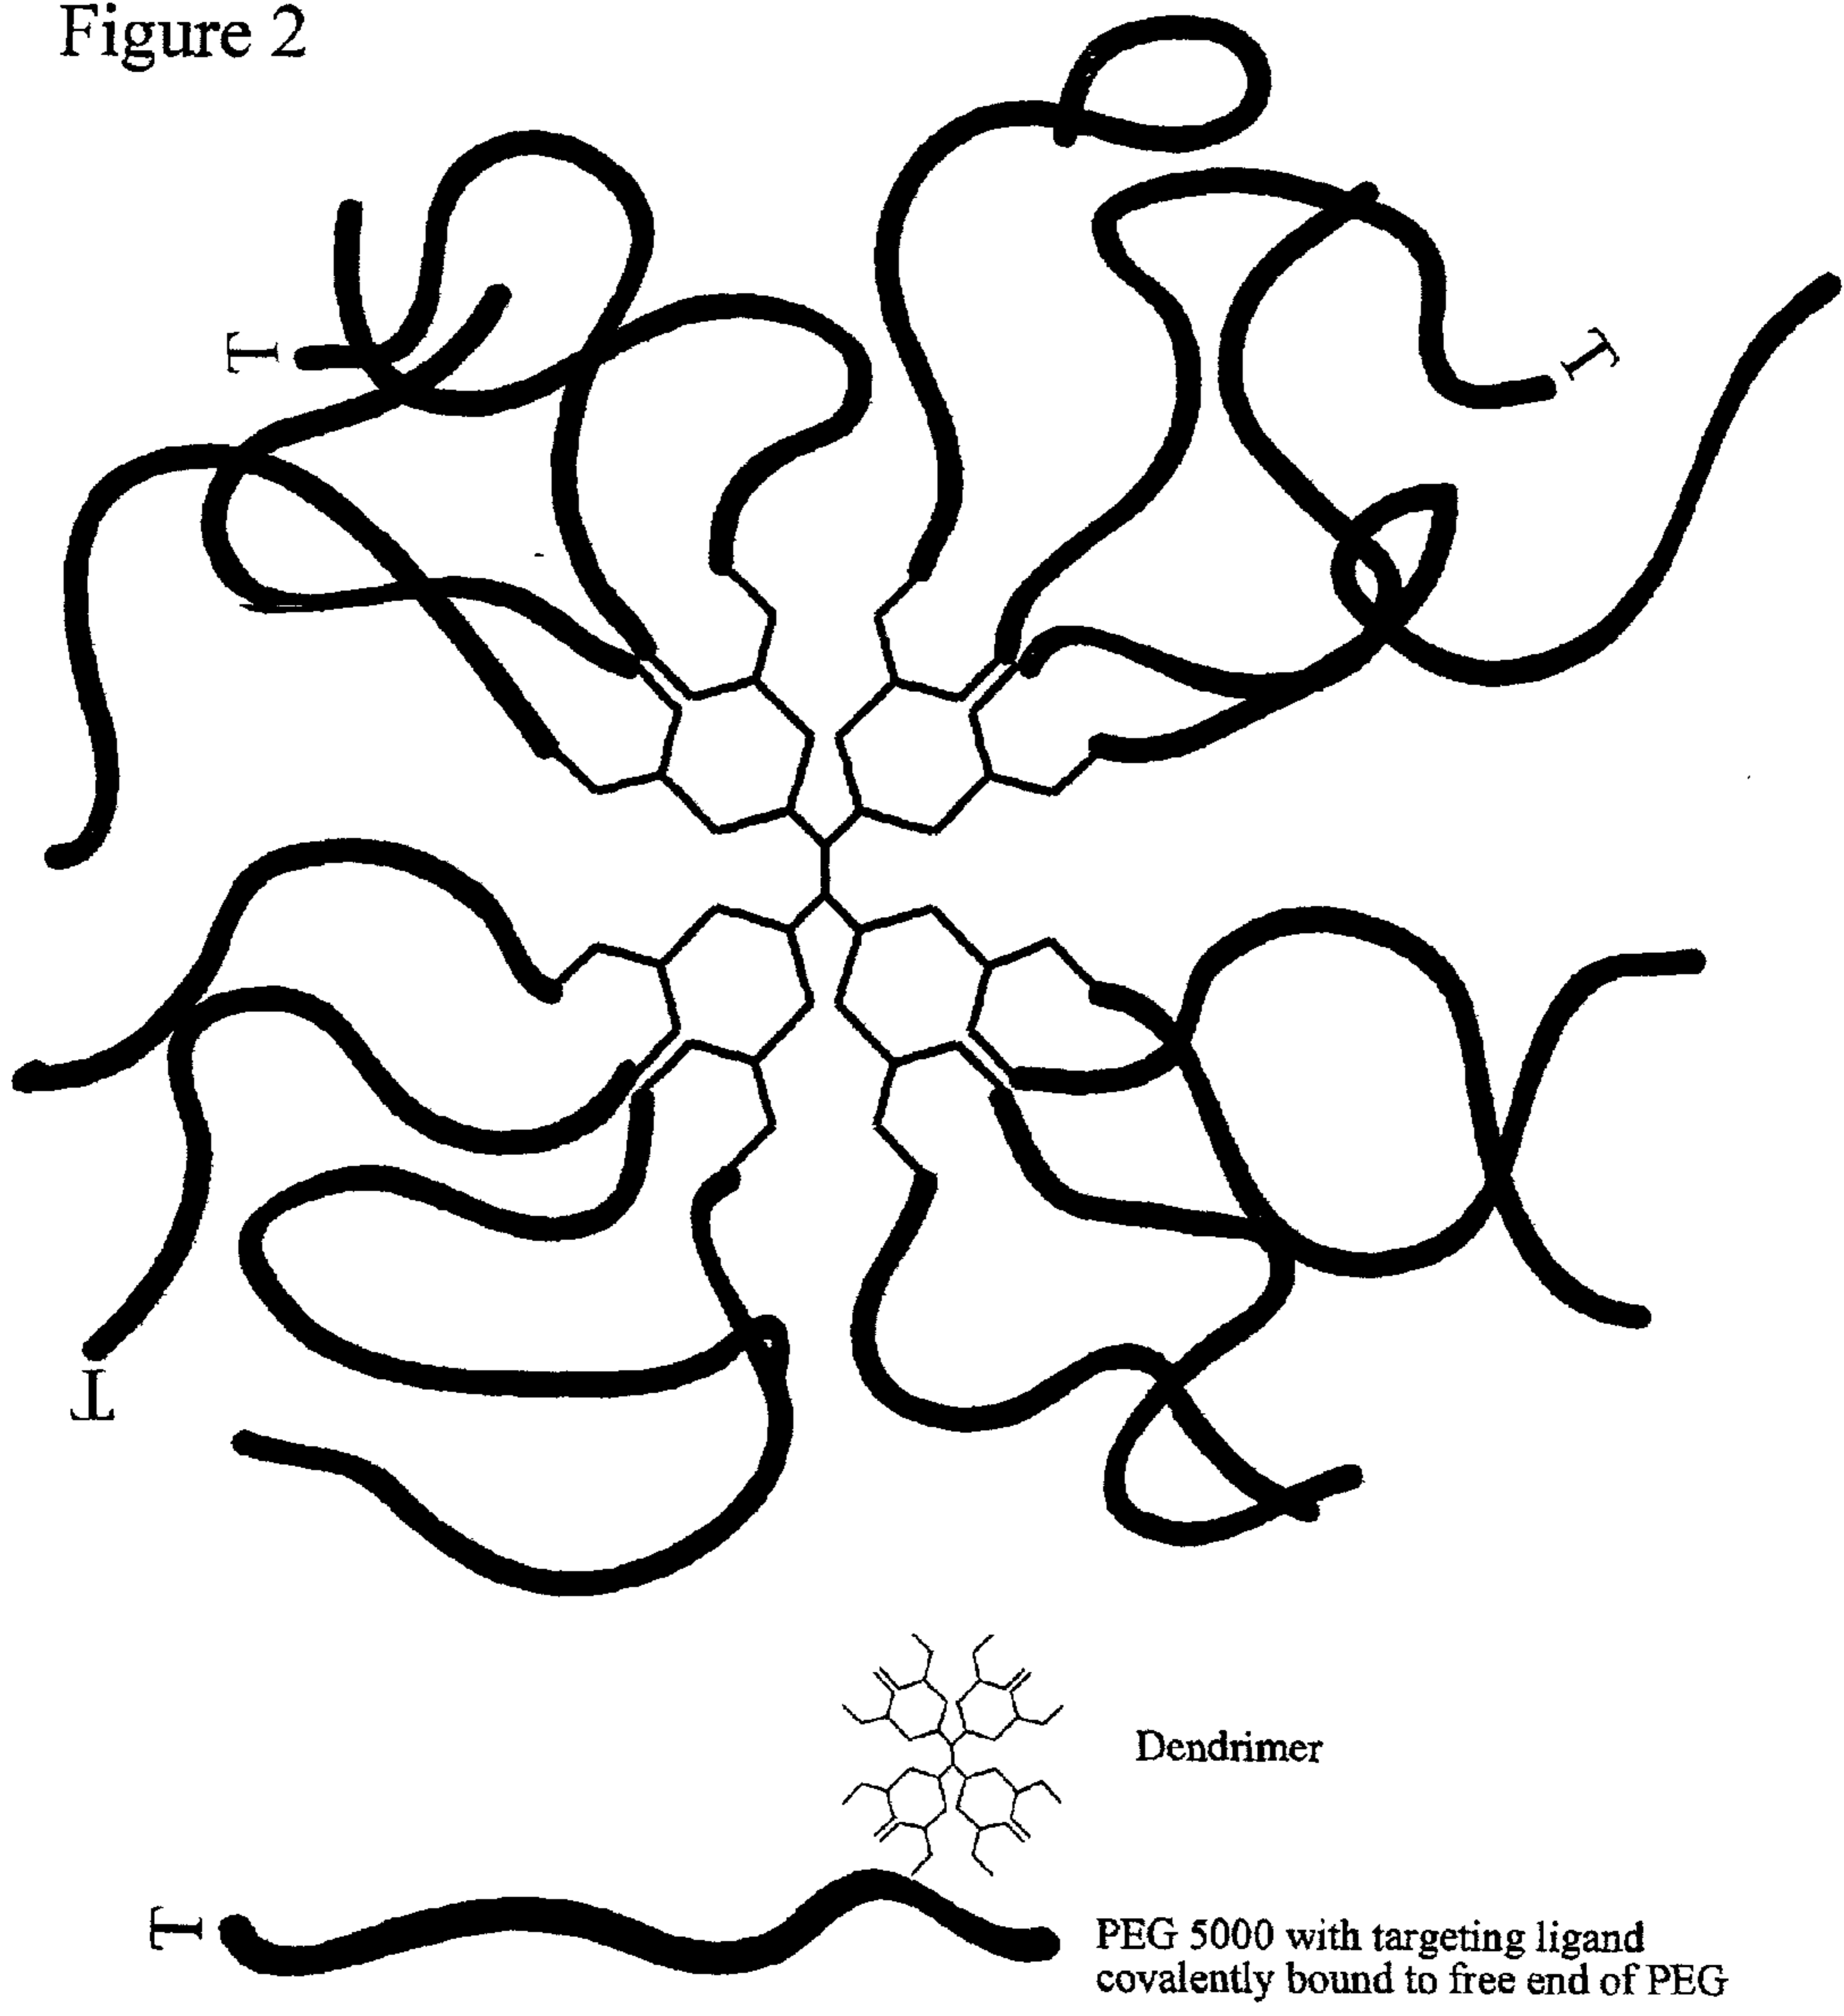 Figure 2
T
T
T
Dendrimer
T
PEG 5000 with targeting ligand
covalently bound to free end of PEG